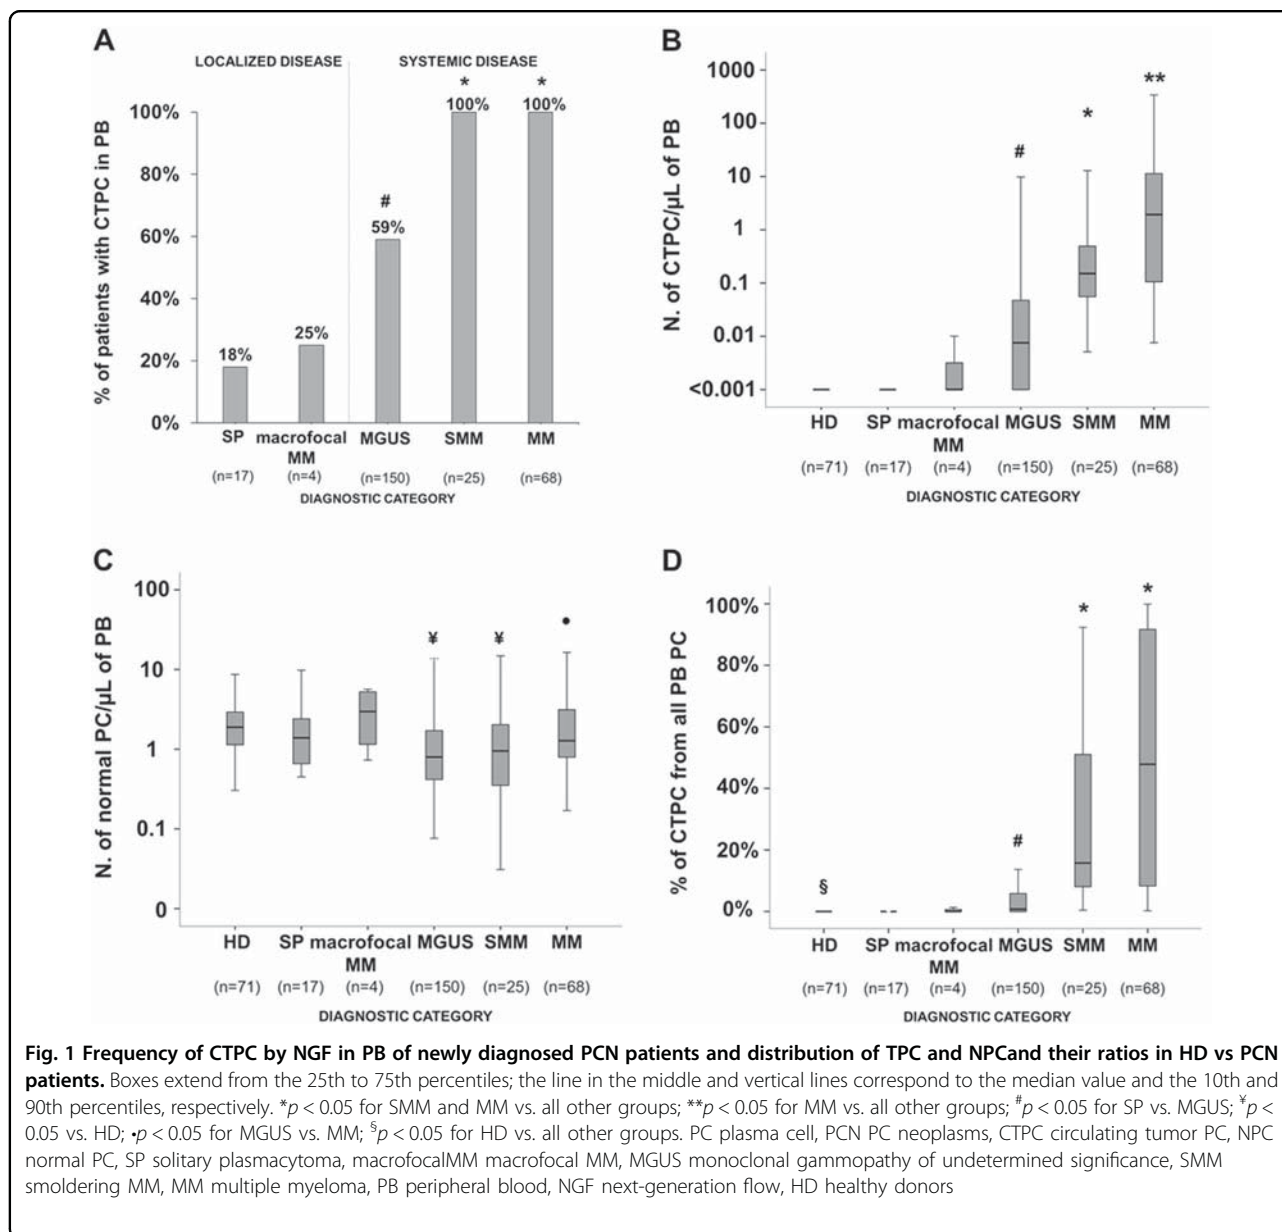 A
LOCALIZED DISEASE
SYSTEMIC DISEASE
% of patients with CTPC in PB
100%
80%
60%
40%
20%
0%
18%
25%
#
59%
*
100%
*
100%
SP macrofocal MGUS SMM MM
MM
(n=17) (n=4) (n=150) (n=25) (n=68)
DIAGNOSTIC CATEGORY
B
N. of CTPC/µL of PB
1000
100
10
1
0.1
0.01
<0.001
#
*
**
HD SP macrofocal MGUS SMM MM
MM
(n=71) (n=17) (n=4) (n=150) (n=25) (n=68)
DIAGNOSTIC CATEGORY
C
N. of normal PC/µL of PB
100
10
1
0.1
0
¥
¥
•
HD SP macrofocal MGUS SMM MM
MM
(n=71) (n=17) (n=4) (n=150) (n=25) (n=68)
DIAGNOSTIC CATEGORY
D
% of CTPC from all PB PC
100%
80%
60%
40%
20%
0%
§
#
*
*
HD SP macrofocal MGUS SMM MM
MM
(n=71) (n=17) (n=4) (n=150) (n=25) (n=68)
DIAGNOSTIC CATEGORY
Fig. 1 Frequency of CTPC by NGF in PB of newly diagnosed PCN patients and distribution of TPC and NPCand their ratios in HD vs PCN
patients. Boxes extend from the 25th to 75th percentiles; the line in the middle and vertical lines correspond to the median value and the 10th and
90th percentiles, respectively. *p < 0.05 for SMM and MM vs. all other groups; **p < 0.05 for MM vs. all other groups; #p < 0.05 for SP vs. MGUS; ¥p <
0.05 vs. HD; •p < 0.05 for MGUS vs. MM; §p < 0.05 for HD vs. all other groups. PC plasma cell, PCN PC neoplasms, CTPC circulating tumor PC, NPC
normal PC, SP solitary plasmacytoma, macrofocalMM macrofocal MM, MGUS monoclonal gammopathy of undetermined significance, SMM
smoldering MM, MM multiple myeloma, PB peripheral blood, NGF next-generation flow, HD healthy donors